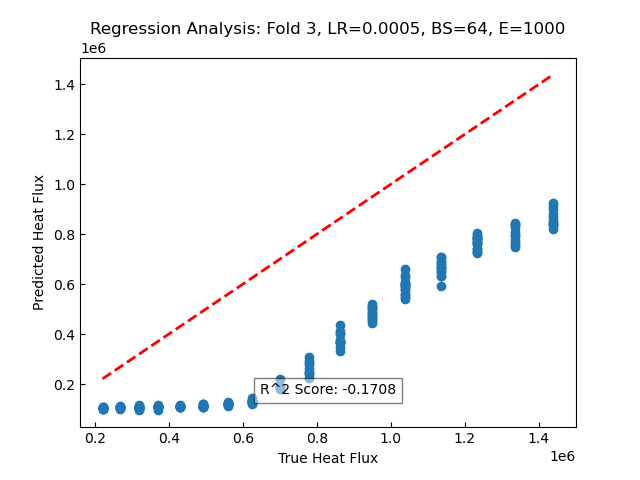 Regression Analysis: Fold 3, LR=0.0005, BS=64, E=1000
1e6
1.4
1.2
1.0
0.8
0.6
0.4
0.2
Predicted Heat Flux
R^2 Score: -0.1708
0.2 0.4 0.6 0.8 1.0 1.2 1.4
True Heat Flux
1e6